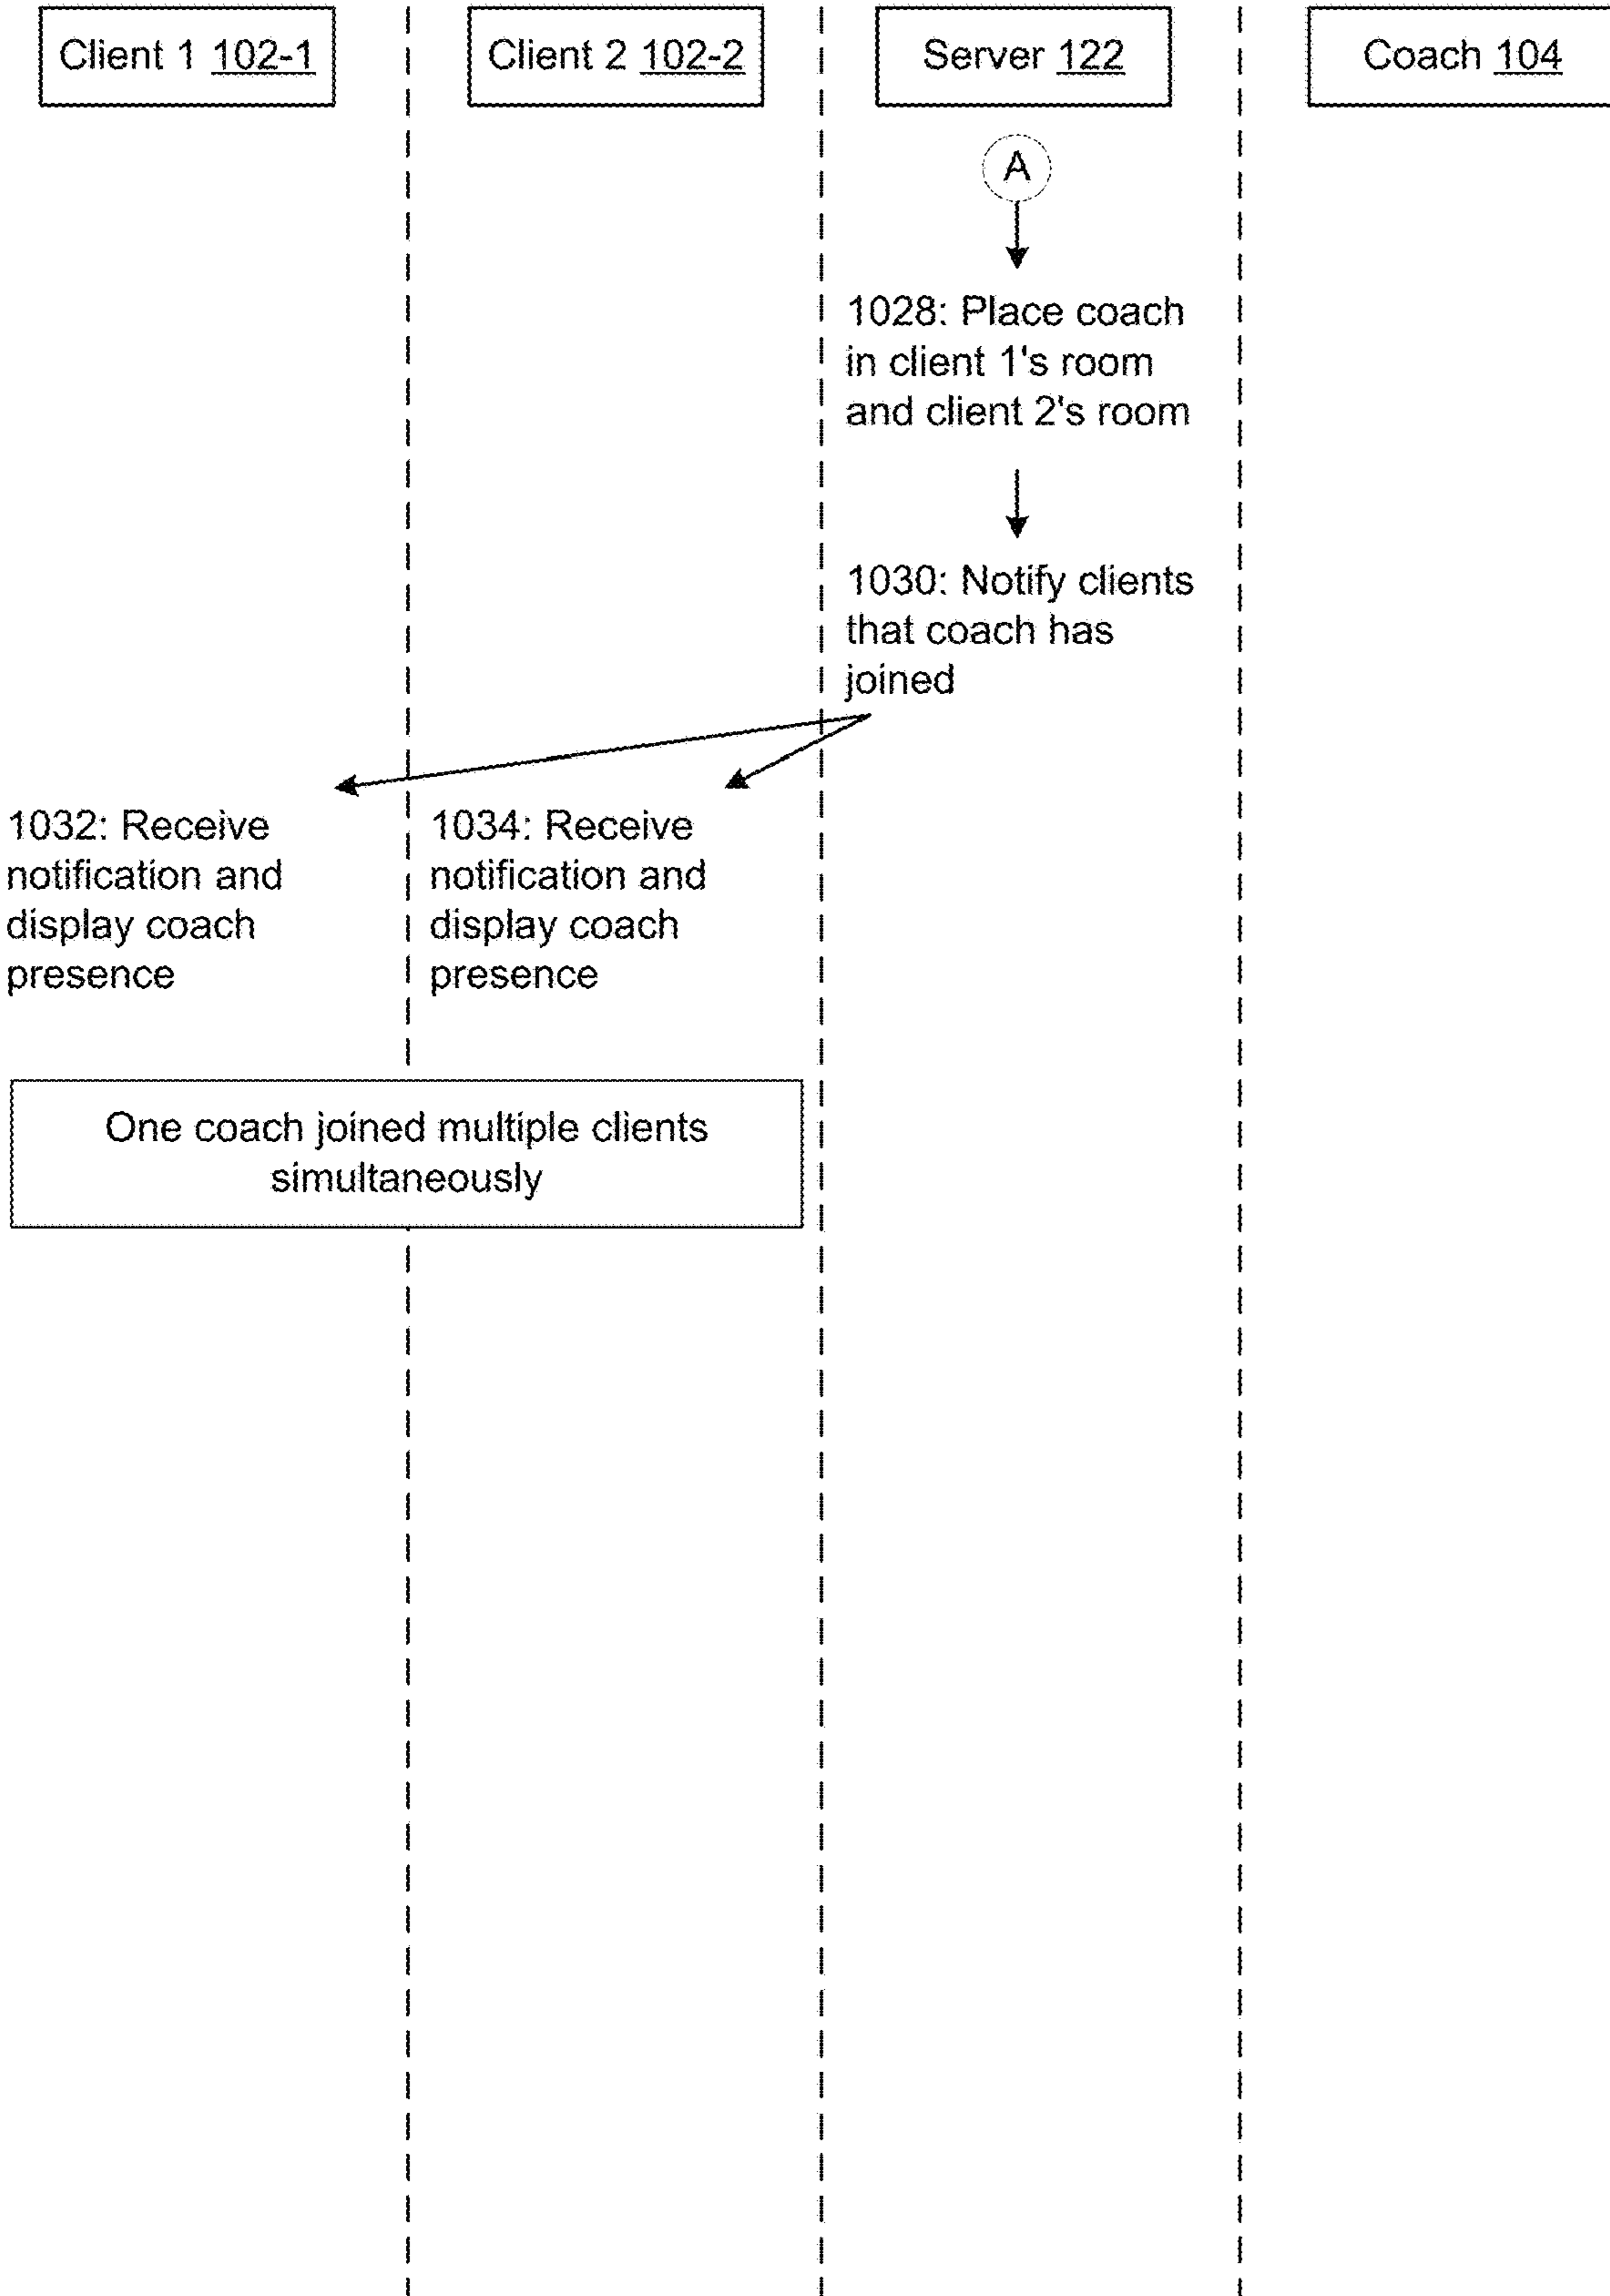 Client 1 102-1
Client 2 102-2
Server 122
Coach 104
A
1028: Place coach
in client 1's room
and client 2's room
1030: Notify clients
that coach has
joined
1032: Receive
notification and
display coach
presence
1034: Receive
notification and
display coach
presence
One coach joined multiple clients
simultaneously